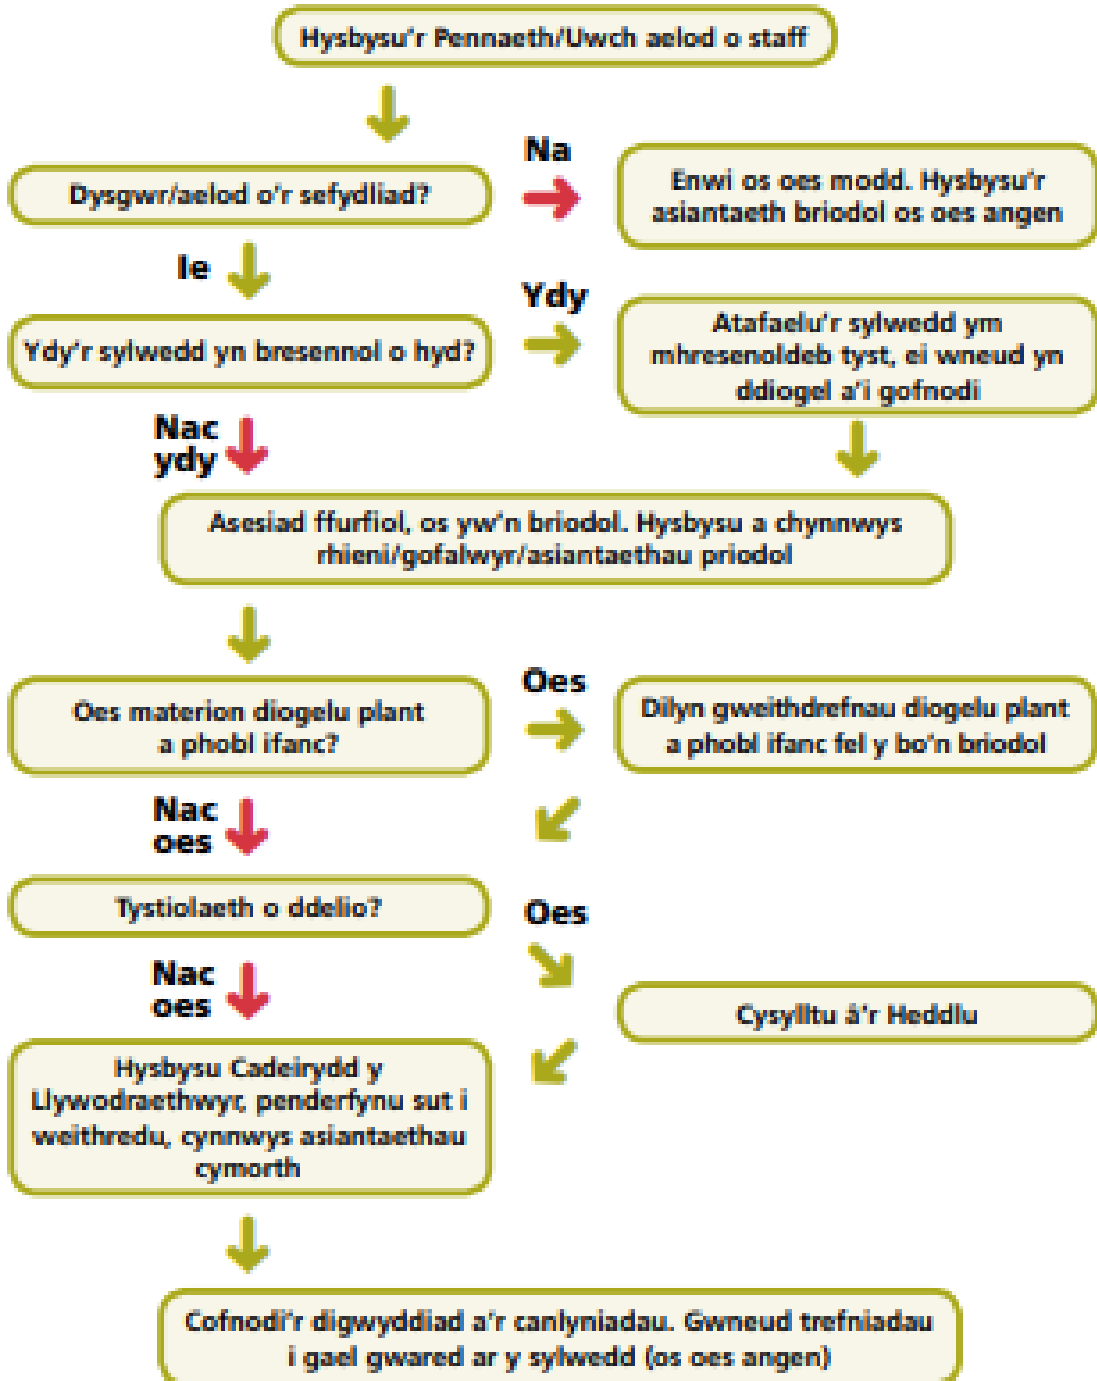 Hysbysu'r Pennaeth/Uwch aelod o staff
Na
Dysgwr/aelod o'r sefydliad?
Enwi os oes modd. Hysbysu'r
asiantaeth briodol os oes angen
Ie
Ydy
Ydy'r sylwedd yn bresennol o hyd?
Atafaelu'r sylwedd ym
mhresenoldeb tyst, ei wneud yn
ddiogel a'i gofnodi
Nac
ydy
Asesiad ffurfiol, os yw'n briodol. Hysbysu a chynnwys
rhieni/gofalwyr/asiantaethau priodol
Oes
Oes materion diogelu plant
a phobl ifanc?
Dilyn gweithdrefnau diogelu plant
a phobl ifanc fel y bo'n briodol
Nac
oes
Tystiolaeth o ddelio?
Oes
Nac
oes
Cysylltu â'r Heddlu
Hysbysu Cadeirydd y
Llywodraethwyr, penderfynu sut i
weithredu, cynnwys asiantaethau
cymorth
Cofnodi'r digwyddiad a'r canlyniadau. Gwneud trefniadau
i gael gwared ar y sylwedd (os oes angen)